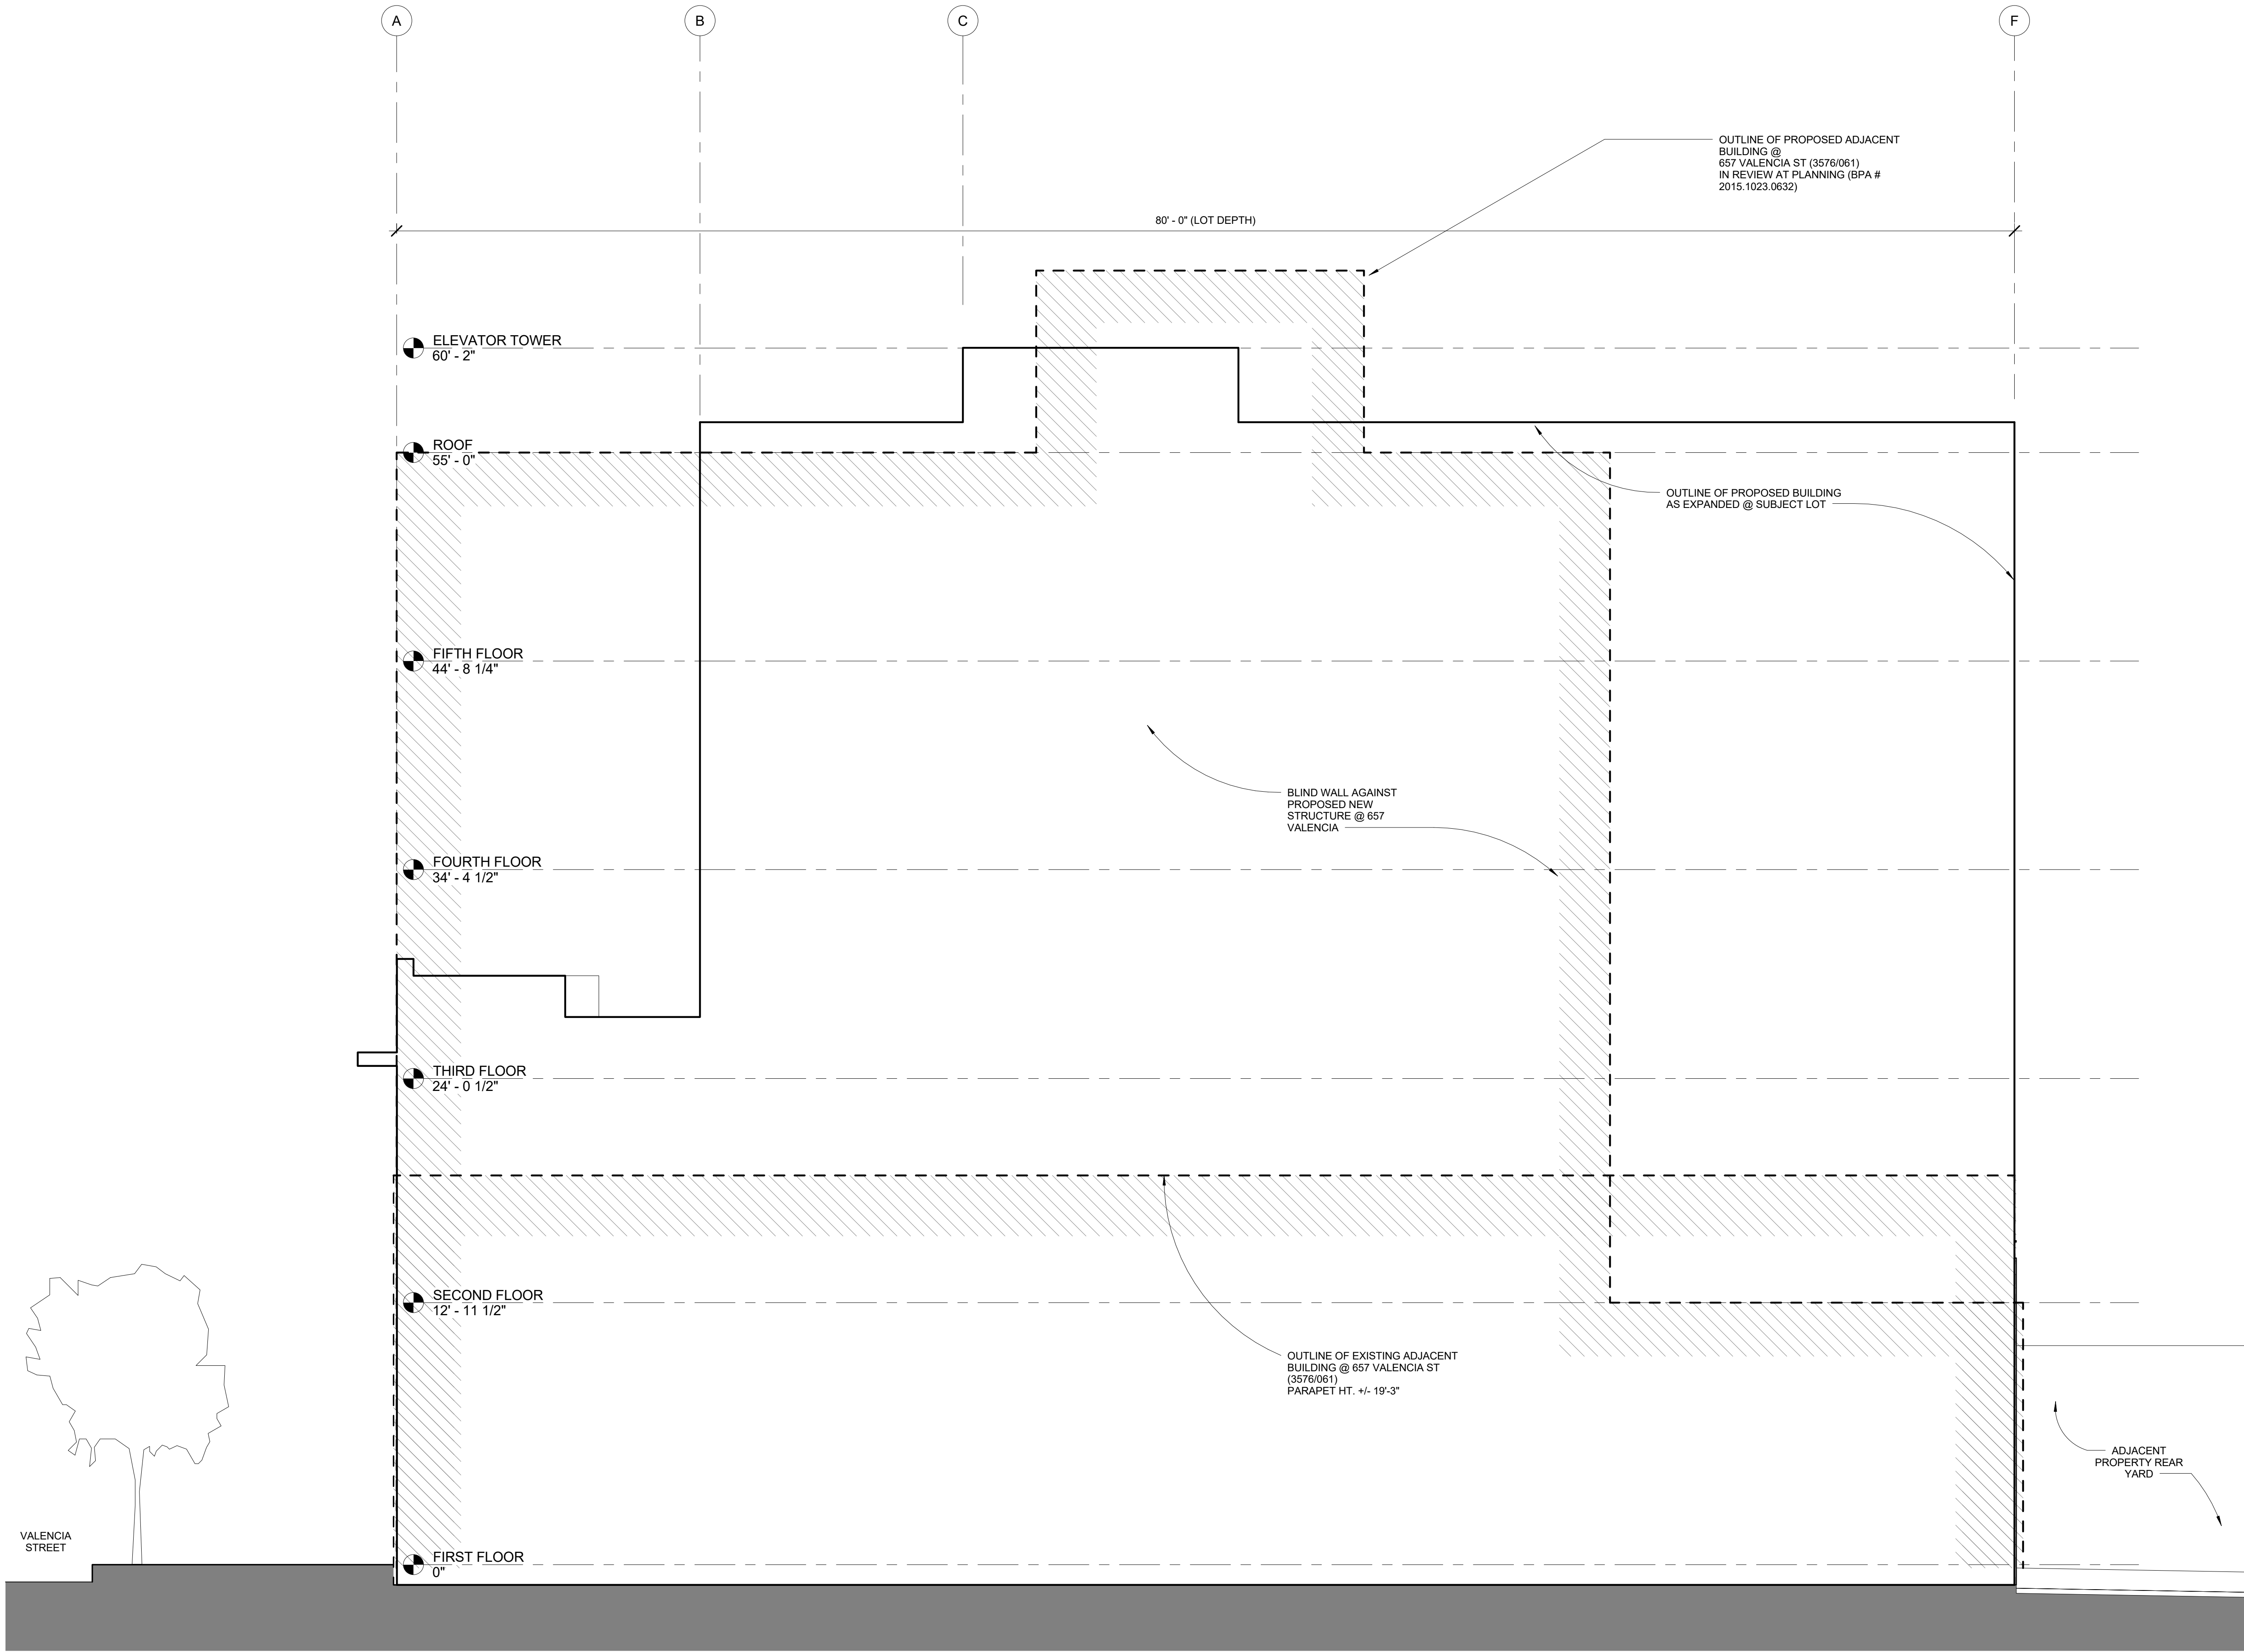 A
B
C
F
OUTLINE OF PROPOSED ADJACENT
BUILDING @
657 VALENCIA ST (3576/061)
IN REVIEW AT PLANNING (BPA #
2015.1023.0632)
80' - 0" (LOT DEPTH)
ELEVATOR TOWER
60' - 2"
ROOF
55' - 0"
OUTLINE OF PROPOSED BUILDING
AS EXPANDED @ SUBJECT LOT
FIFTH FLOOR
44' - 8 1/4"
BLIND WALL AGAINST
PROPOSED NEW
STRUCTURE @ 657
VALENCIA
FOURTH FLOOR
34' - 4 1/2"
THIRD FLOOR
24' - 0 1/2"
SECOND FLOOR
12' - 11 1/2"
OUTLINE OF EXISTING ADJACENT
BUILDING @ 657 VALENCIA ST
(3576/061)
PARAPET HT. +/- 19'-3"
ADJACENT
PROPERTY REAR
YARD
VALENCIA
STREET
FIRST FLOOR
0"